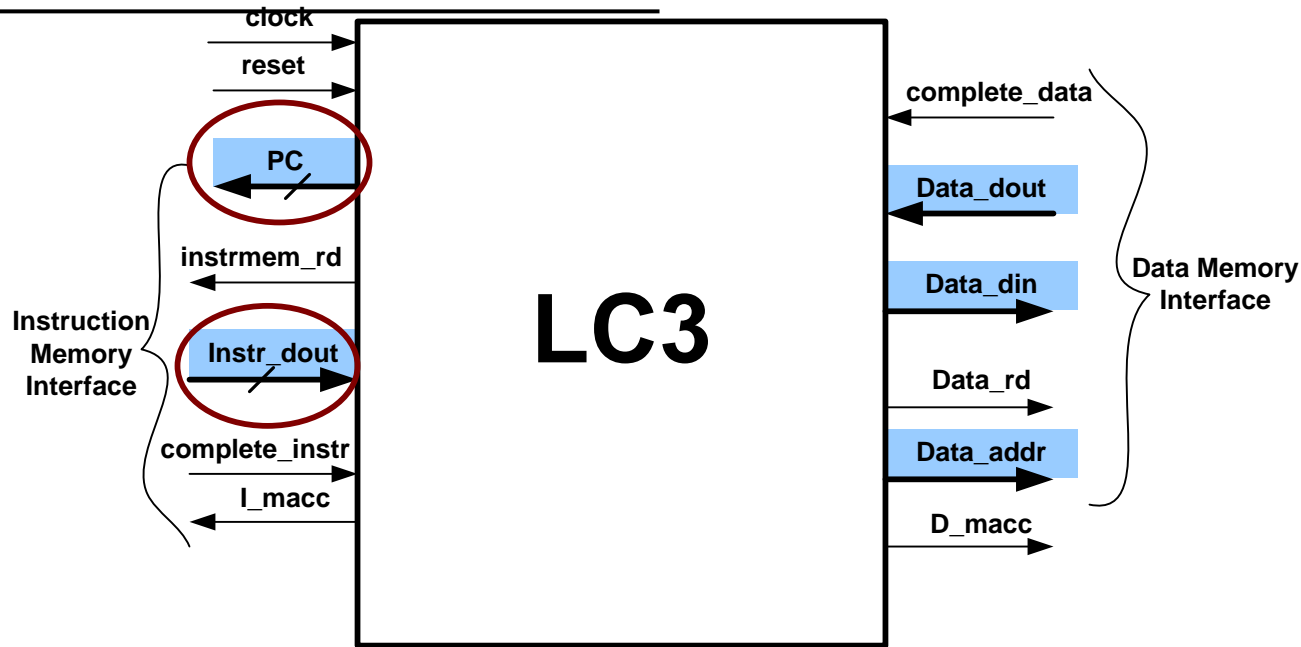 clock
reset
PC
instrmem_rd
Instruction
Memory
Interface
Instr_dout
complete_instr
I_macc
LC3
complete_data
Data_dout
Data_din
Data_rd
Data_addr
D_macc
Data Memory
Interface